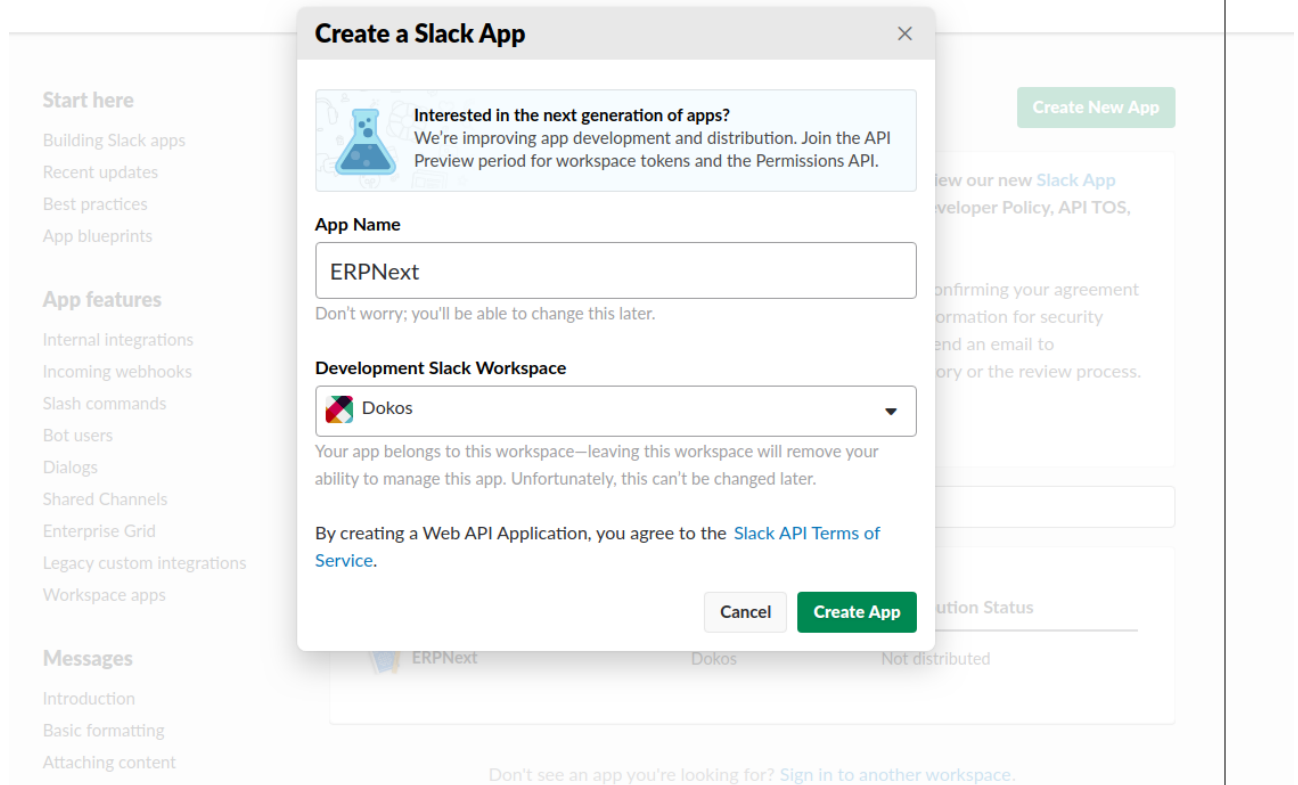 Create a Slack App
Interested in the next generation of apps?
We're improving app development and distribution. Join the API
Preview period for workspace tokens and the Permissions API.
App Name
ERPNext
Don't worry; you'll be able to change this later.
Development Slack Workspace
Dokos
Your app belongs to this workspace—leaving this workspace will remove your
ability to manage this app. Unfortunately, this can't be changed later.
By creating a Web API Application, you agree to the Slack API Terms of
Service.
Cancel
Create App
Start here
Building Slack apps
Recent updates
Best practices
App blueprints
App features
Internal integrations
Incoming webhooks
Slash commands
Bot users
Dialogs
Shared Channels
Enterprise Grid
Legacy custom integrations
Workspace apps
Messages
Introduction
Basic formatting
Attaching content
Create New App
iew our new Slack App
veloper Policy, API TOS,
onfirming your agreement
ormation for security
end an email to
ory or the review process.
ution Status
ERPNext
Dokos
Not distributed
Don't see an app you're looking for? Sign in to another workspace.